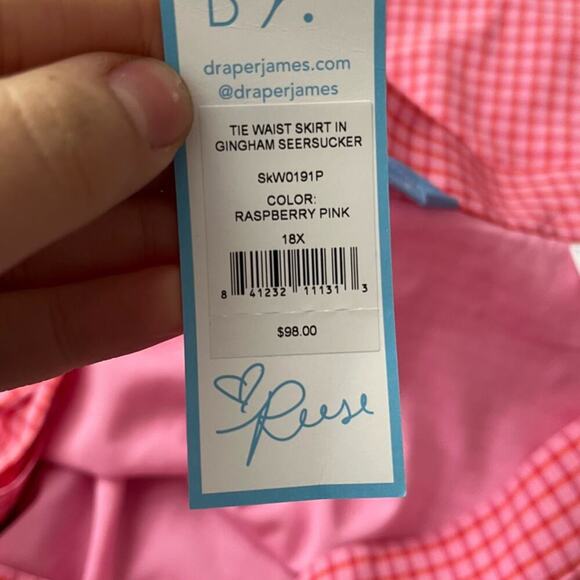 draperjames.com
@draperjames
TIE WAIST SKIRT IN
GINGHAM SEERSUCKER
SkW0191P
COLOR:
RASPBERRY PINK
18X
8 41232 11131 3
$98.00
Reese